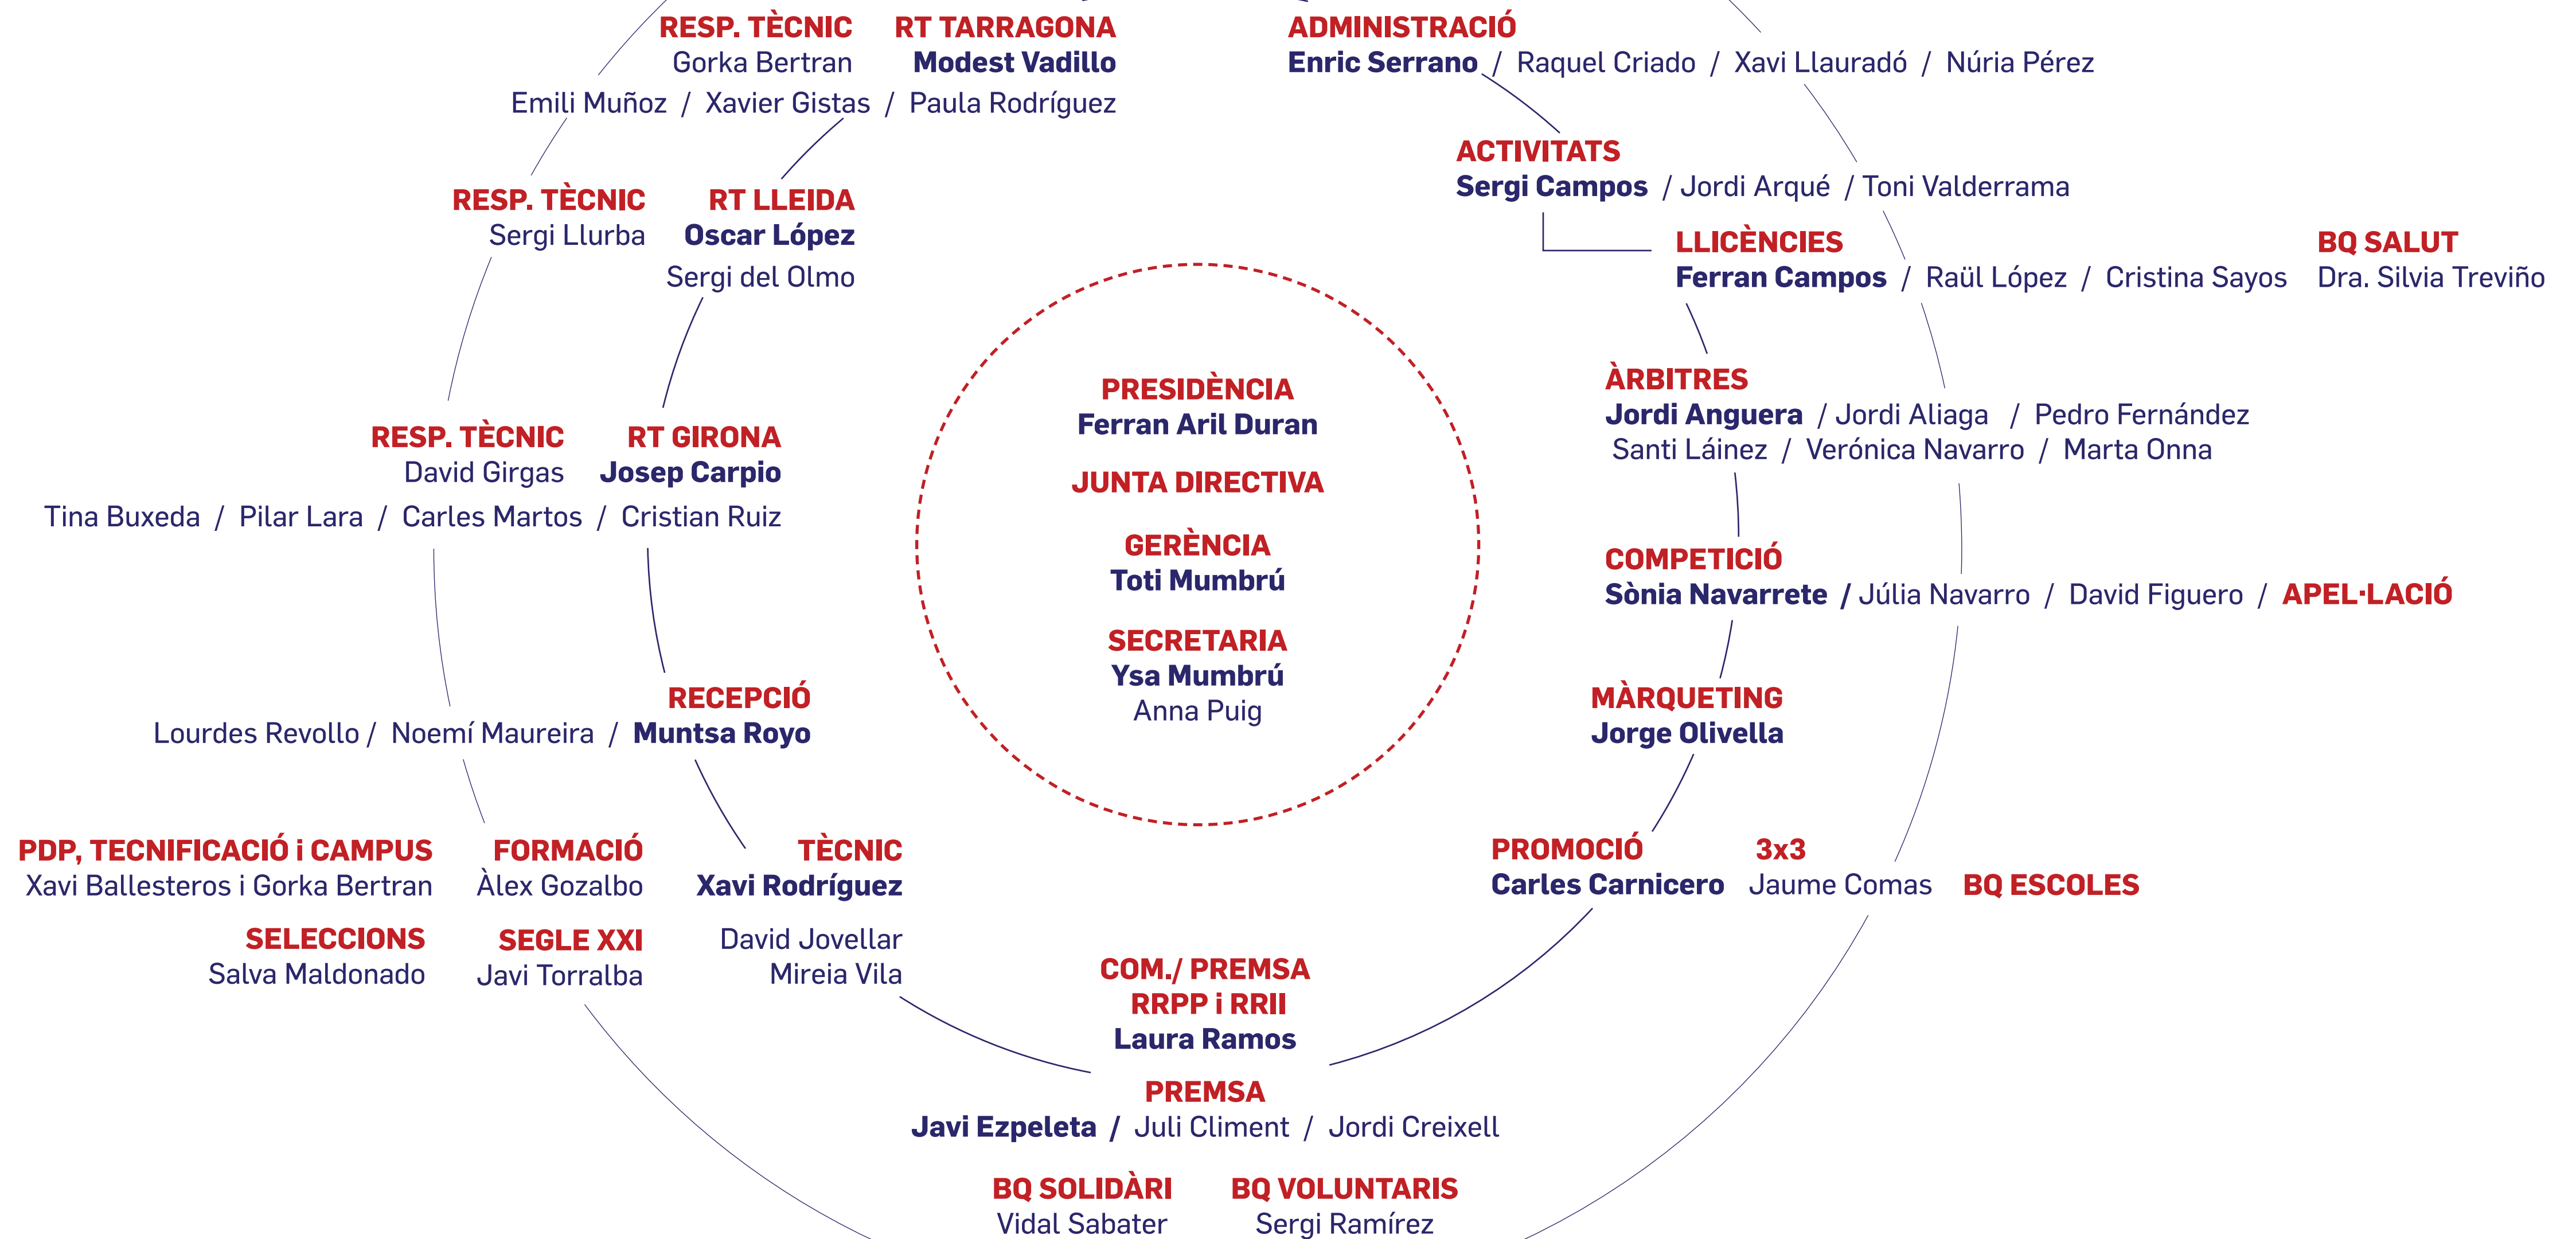 RESP. TÈCNIC
Gorka Bertran
RT TARRAGONA
Modest Vadillo
Emili Muñoz / Xavier Gistas / Paula Rodríguez
ADMINISTRACIÓ
Enric Serrano / Raquel Criado / Xavi Llauradó / Núria Pérez
ACTIVITATS
Sergi Campos / Jordi Arqué / Toni Valderrama
RESP. TÈCNIC
Sergi Llurba
RT LLEIDA
Oscar López
Sergi del Olmo
LLICÈNCIES
Ferran Campos / Raül López / Cristina Sayos
BQ SALUT
Dra. Silvia Treviño
PRESIDÈNCIA
Ferran Aril Duran
JUNTA DIRECTIVA
GERÈNCIA
Toti Mumbrú
SECRETARIA
Ysa Mumbrú
Anna Puig
ÀRBITRES
Jordi Anguera / Jordi Aliaga / Pedro Fernández
Santi Láinez / Verónica Navarro / Marta Onna
RESP. TÈCNIC
David Girgas
RT GIRONA
Josep Carpio
Tina Buxeda / Pilar Lara / Carles Martos / Cristian Ruiz
COMPETICIÓ
Sònia Navarrete / Júlia Navarro / David Figuero / APEL·LACIÓ
RECEPCIÓ
Lourdes Revollo / Noemí Maureira / Muntsa Royo
MÀRQUETING
Jorge Olivella
PDP, TECNIFICACIÓ i CAMPUS
Xavi Ballesteros i Gorka Bertran
FORMACIÓ
Àlex Gozalbo
TÈCNIC
Xavi Rodríguez
SELECCIONS
Salva Maldonado
SEGLE XXI
Javi Torralba
David Jovellar
Mireia Vila
PROMOCIÓ
Carles Carnicero
3x3
Jaume Comas
BQ ESCOLES
COM./ PREMSA
RRPP i RRII
Laura Ramos
PREMSA
Javi Ezpeleta / Juli Climent / Jordi Creixell
BQ SOLIDÀRI
Vidal Sabater
BQ VOLUNTARIS
Sergi Ramírez